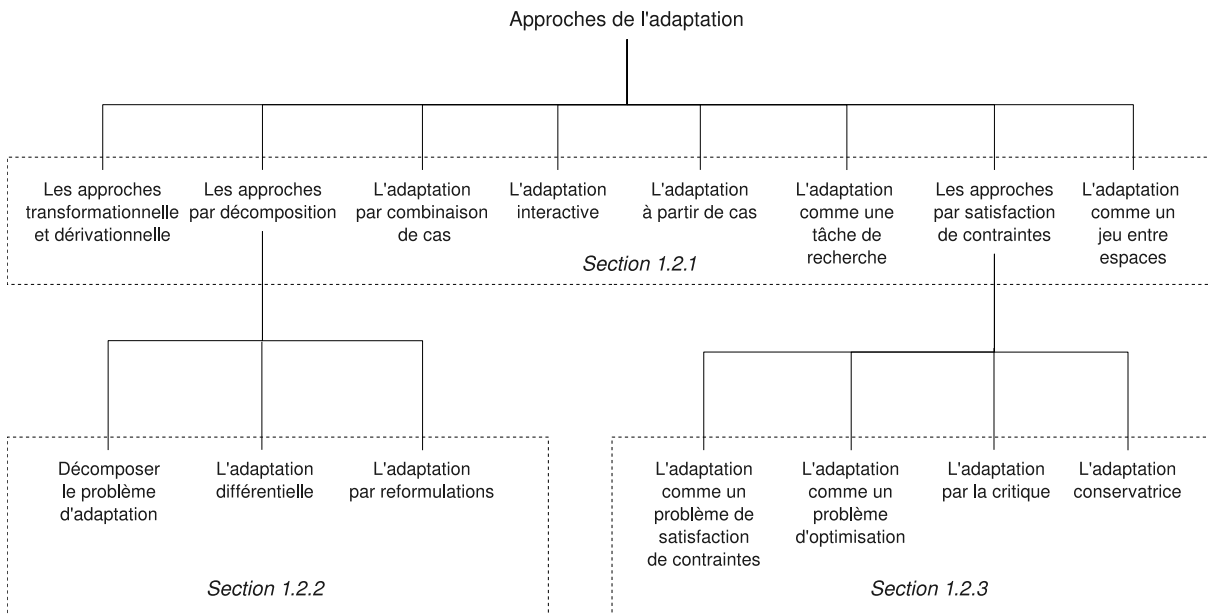 Approches de l'adaptation
Les approches
transformationnelle
et dérivationnelle
Les approches
par décomposition
L'adaptation
par combinaison
de cas
L'adaptation
interactive
L'adaptation
à partir de cas
L'adaptation
comme une
tâche de
recherche
Les approches
par satisfaction
de contraintes
L'adaptation
comme un
jeu entre
espaces
Section 1.2.1
Décomposer
le problème
d'adaptation
L'adaptation
différentielle
L'adaptation
par reformulations
Section 1.2.2
L'adaptation
comme un
problème de
satisfaction
de contraintes
L'adaptation
comme un
problème
d'optimisation
L'adaptation
par la critique
L'adaptation
conservatrice
Section 1.2.3